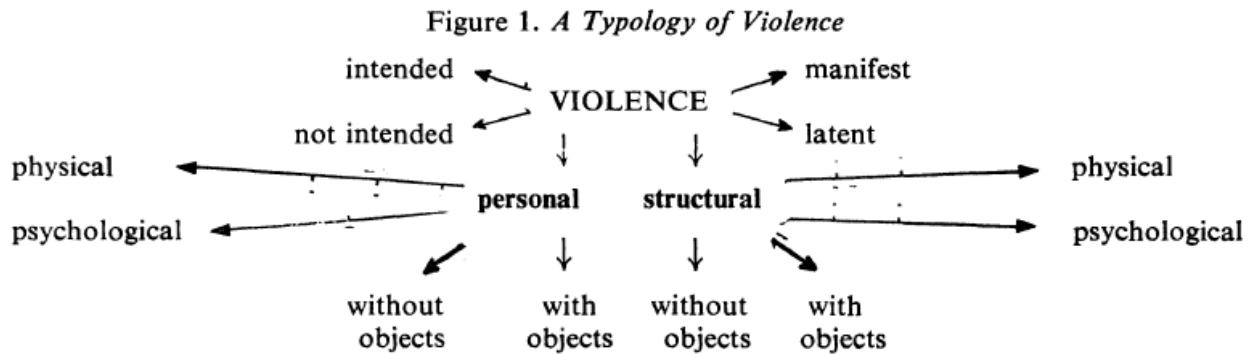 Figure 1. A Typology of Violence
intended manifest
VIOLENCE
not intended latent
physical physical
personal structural
psychological psychological
without with without with
objects objects objects objects